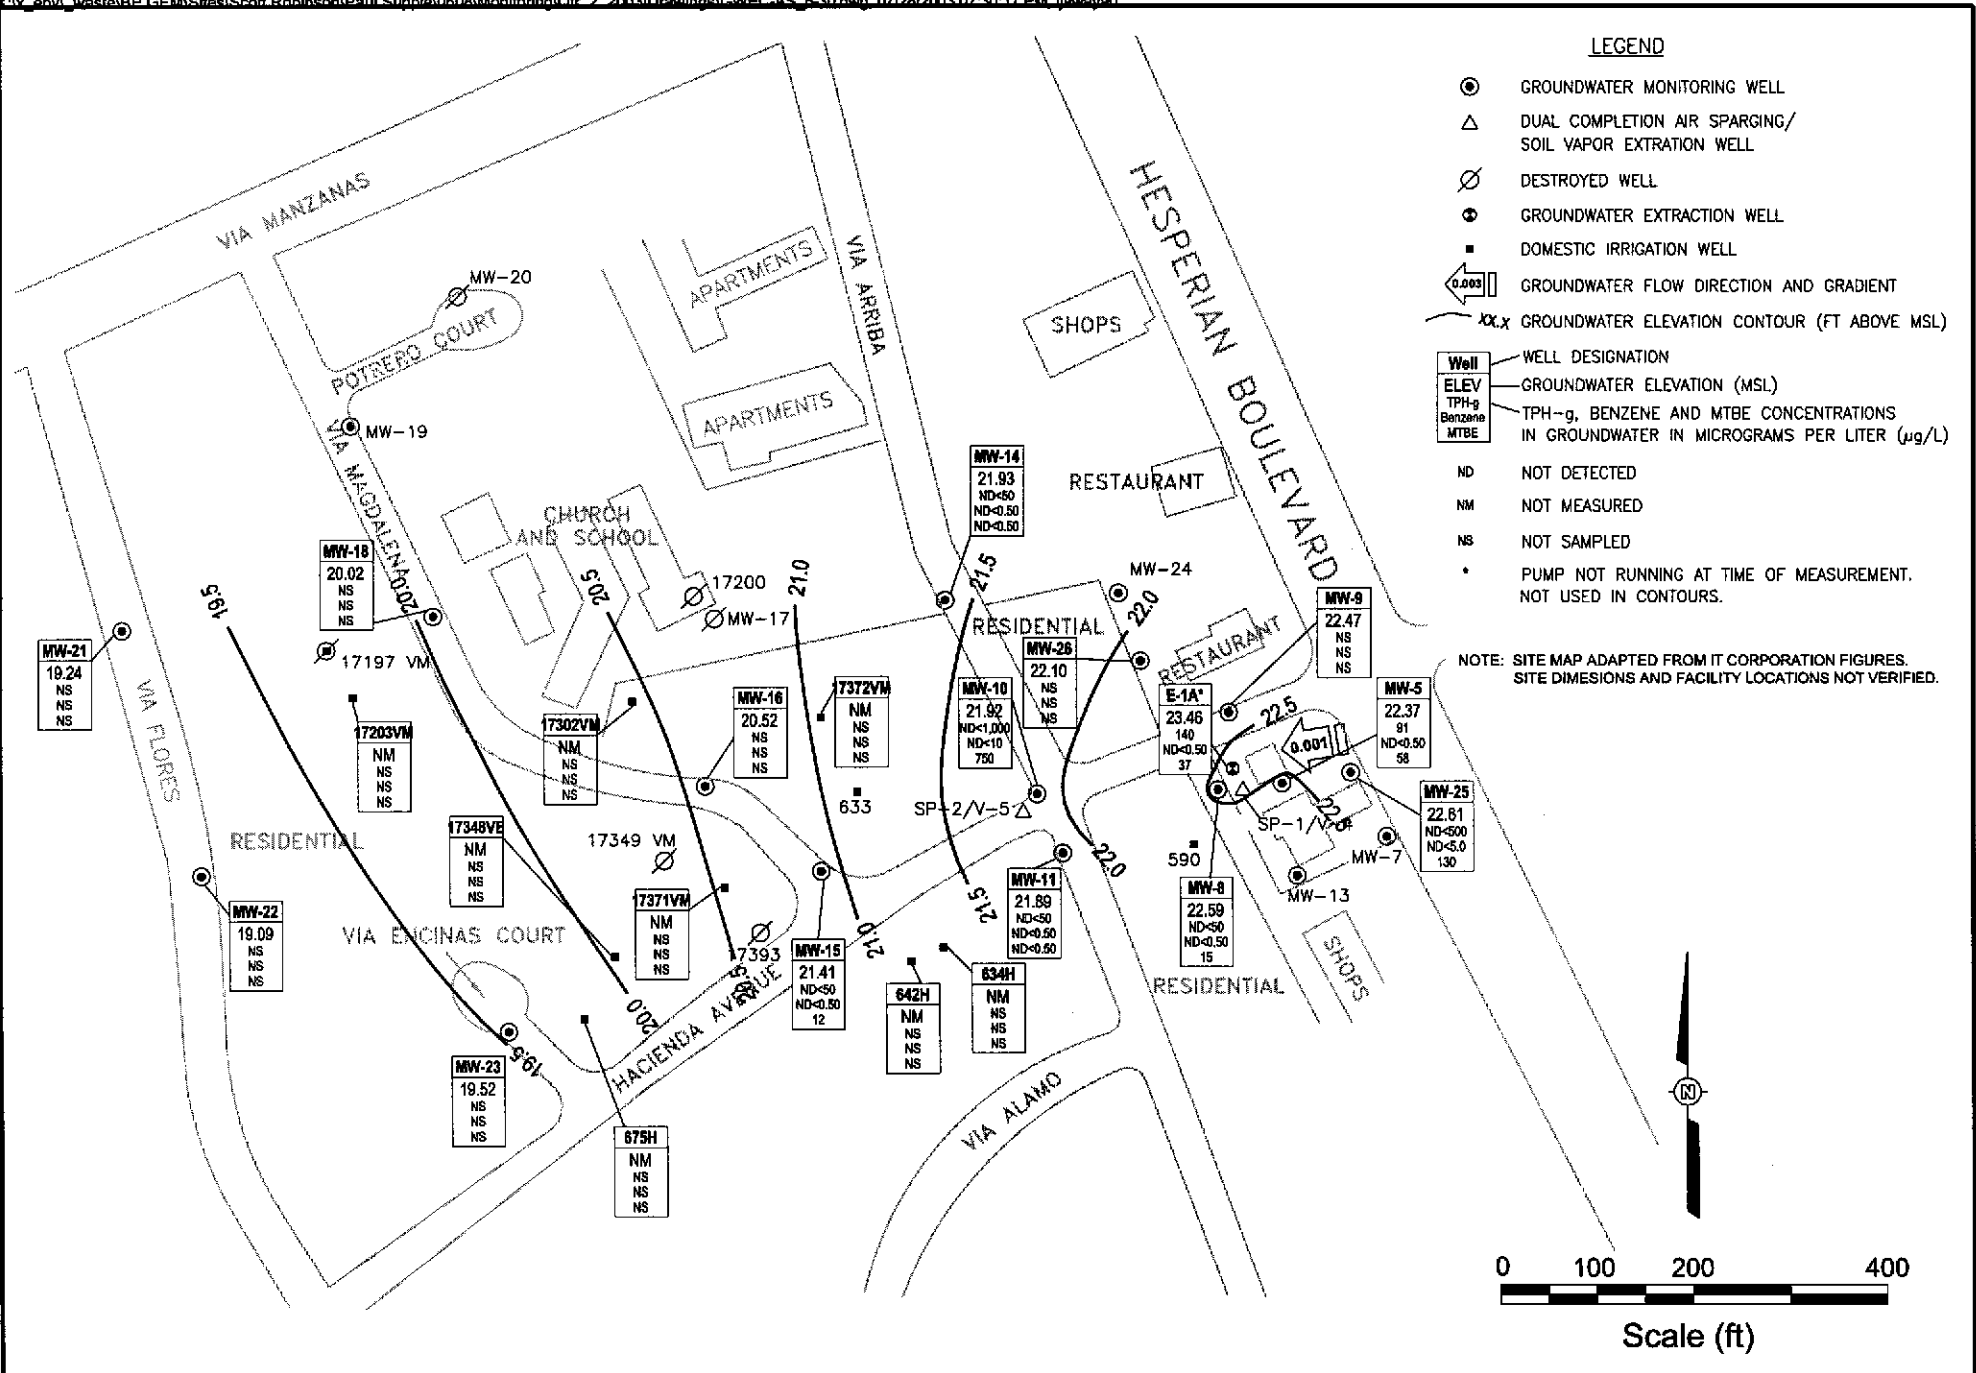 LEGEND
GROUNDWATER MONITORING WELL
DUAL COMPLETION AIR SPARGING/
SOIL VAPOR EXTRATION WELL
DESTROYED WELL
GROUNDWATER EXTRACTION WELL
DOMESTIC IRRIGATION WELL
0.003
GROUNDWATER FLOW DIRECTION AND GRADIENT
XX.X GROUNDWATER ELEVATION CONTOUR (FT ABOVE MSL)
Well
ELEV
TPH-g
Benzene
MTBE
WELL DESIGNATION
GROUNDWATER ELEVATION (MSL)
TPH-g, BENZENE AND MTBE CONCENTRATIONS
IN GROUNDWATER IN MICROGRAMS PER LITER (µg/L)
ND NOT DETECTED
NM NOT MEASURED
NS NOT SAMPLED
* PUMP NOT RUNNING AT TIME OF MEASUREMENT.
NOT USED IN CONTOURS.
NOTE: SITE MAP ADAPTED FROM IT CORPORATION FIGURES.
SITE DIMESIONS AND FACILITY LOCATIONS NOT VERIFIED.
VIA MANZANAS
MW-20
POTRERO COURT
APARTMENTS
VIA ARRIBA
HESPERIAN BOULEVARD
SHOPS
APARTMENTS
MW-19
VIA MAGDALENA
CHURCH
AND SCHOOL
RESTAURANT
MW-14
21.93
ND<50
ND<0.50
ND<0.50
MW-18
20.02
NS
NS
NS
20.0
19.5
20.5
21.0
21.5
22.0
17200
MW-17
MW-24
RESIDENTIAL
RESTAURANT
MW-9
22.47
NS
NS
NS
MW-21
19.24
NS
NS
NS
17197 VM
VIA FLORES
17203VM
NM
NS
NS
NS
17302VM
NM
NS
NS
NS
MW-16
20.52
NS
NS
NS
17372VM
NM
NS
NS
NS
MW-10
21.92
ND<1,000
ND<10
750
MW-26
22.10
NS
NS
NS
E-1A*
23.46
140
ND<0.50
37
22.5
0.001
MW-5
22.37
91
ND<0.50
58
MW-25
22.61
ND<500
ND<5.0
130
633
SP-2/V-5
MW-7
590
MW-13
MW-8
22.59
ND<50
ND<0.50
15
RESIDENTIAL
17349 VM
NM
NS
NS
NS
17371VM
NM
NS
NS
NS
MW-15
21.41
ND<50
ND<0.50
12
MW-11
21.89
ND<50
ND<0.50
ND<0.50
22.0
21.5
21.0
MW-22
19.09
NS
NS
NS
VIA ENCINAS COURT
642H
NM
NS
NS
NS
634H
NM
NS
NS
NS
RESIDENTIAL
SHOPS
20.0
19.5
HACIENDA AVENUE
MW-23
19.52
NS
NS
NS
675H
NM
NS
NS
NS
VIA ALAMO
N
0 100 200 400
Scale (ft)